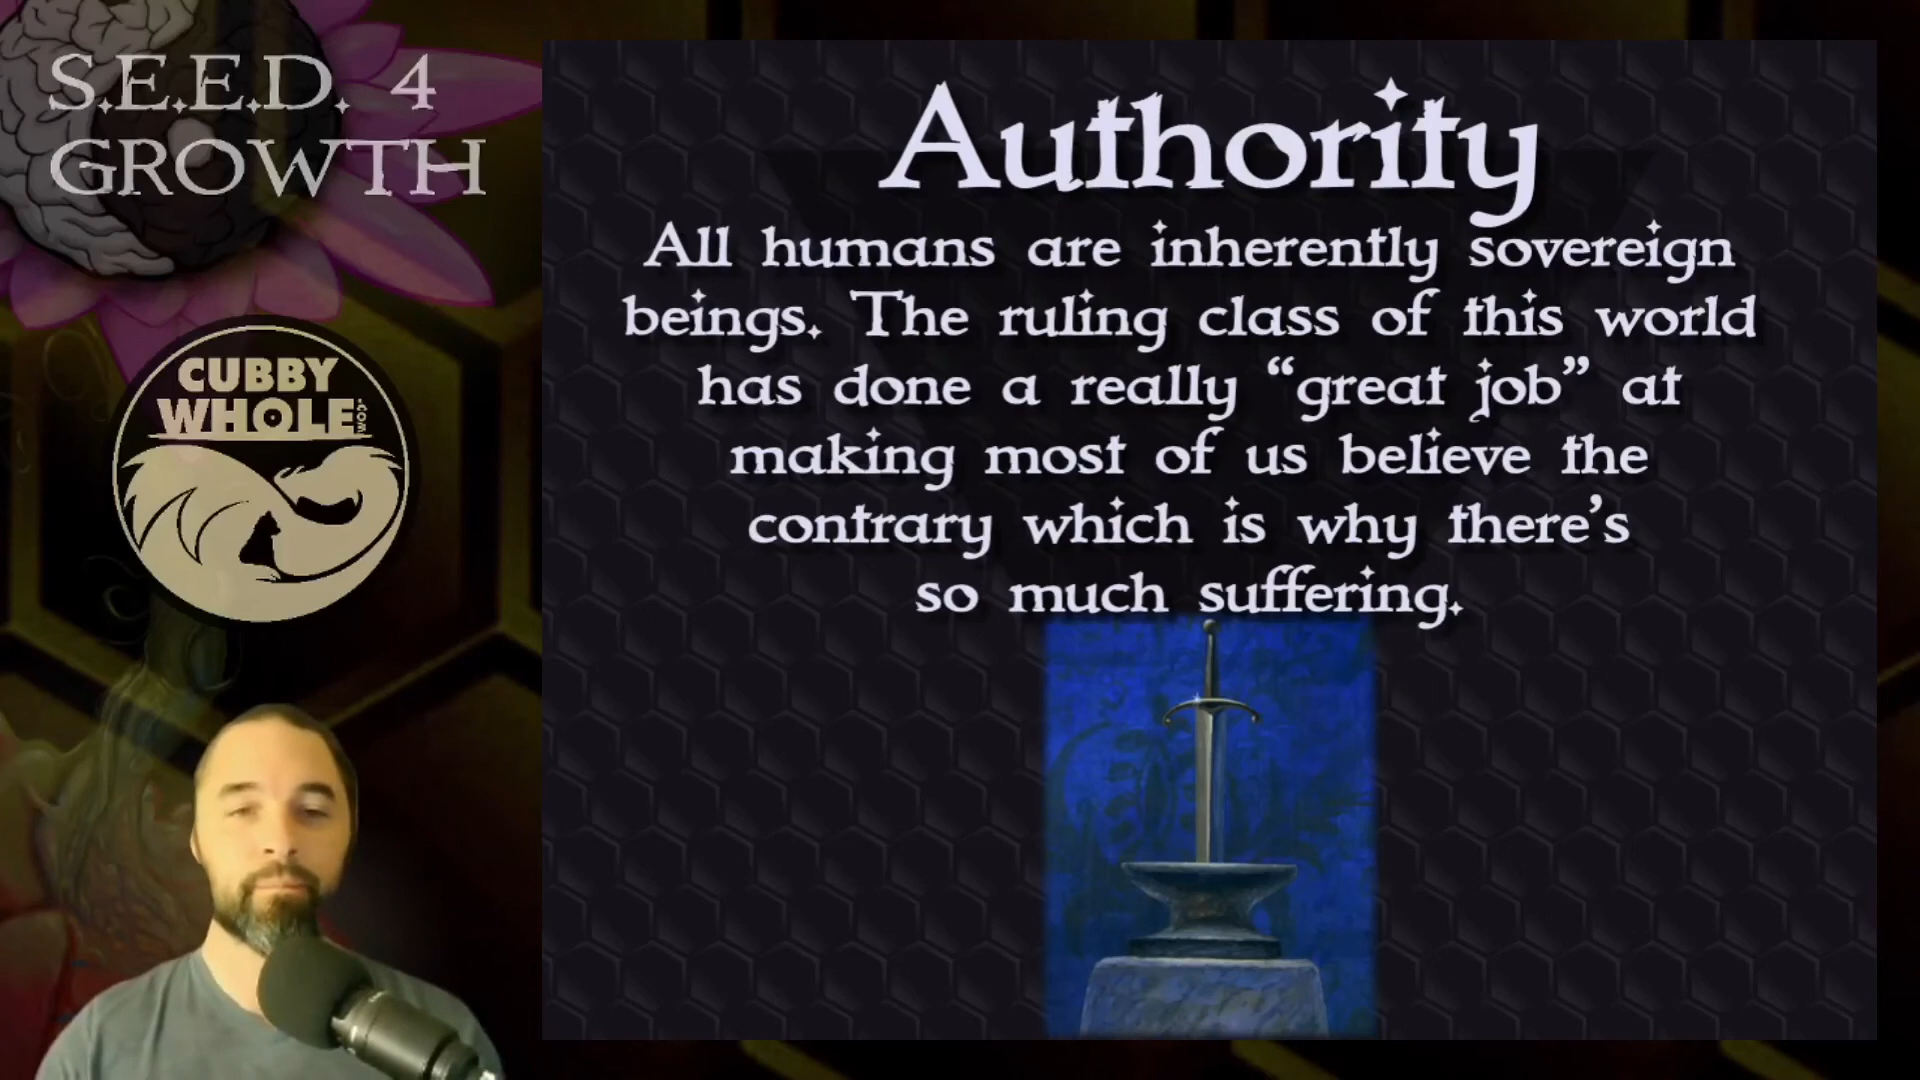 S.E.E.D. 4
GROWTH
CUBBY
WHOLE.COM
Authority
All humans are inherently sovereign
beings. The ruling class of this world
has done a really “great job” at
making most of us believe the
contrary which is why there’s
so much suffering.